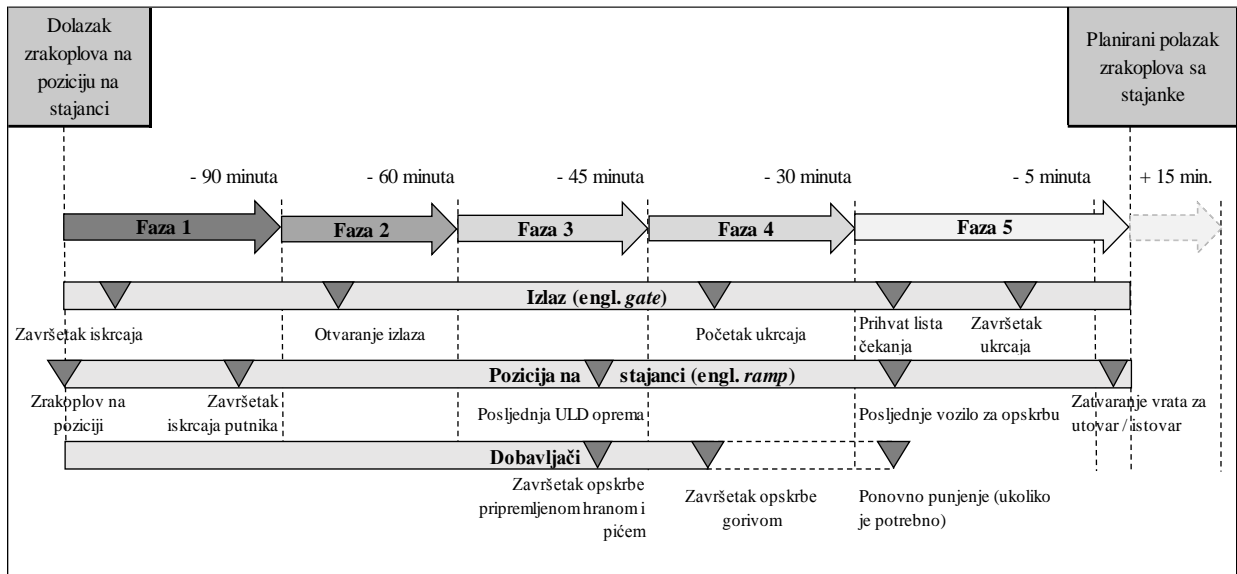 Dolazak
zrakoplova na
poziciju na
stajanci
Planirani polazak
zrakoplova sa
stajanke
- 90 minuta
- 60 minuta
- 45 minuta
- 30 minuta
- 5 minuta
+ 15 min.
Faza 1
Faza 2
Faza 3
Faza 4
Faza 5
Izlaz (engl. gate)
Završetak iskrcaja
Otvaranje izlaza
Početak ukrcaja
Prihvat lista
čekanja
Završetak
ukrcaja
Pozicija na stajanci (engl. ramp)
Zrakoplov na
poziciji
Završetak
iskrcaja putnika
Posljednja ULD oprema
Posljednje vozilo za opskrbu
Zatvaranje vrata za
utovar / istovar
Dobavljači
Završetak opskrbe
pripremljenom hranom i
pićem
Završetak opskrbe
gorivom
Ponovno punjenje (ukoliko
je potrebno)